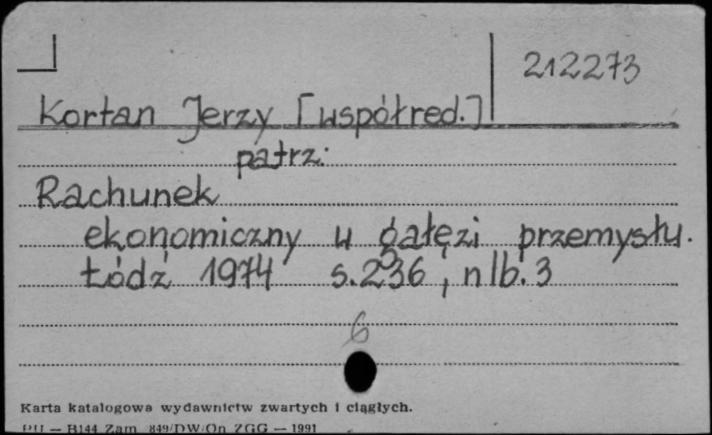 212273
Kortan Jerzy [współred.]
patrz:
Rachunek
ekonomiczny w gałęzi przemysłu.
Łódź 1974 s.236, nlb.3
6
Karta katalogowa wydawnictw zwartych i ciągłych.
PU — B144 Zam. 849/DW/On ZGG — 1991